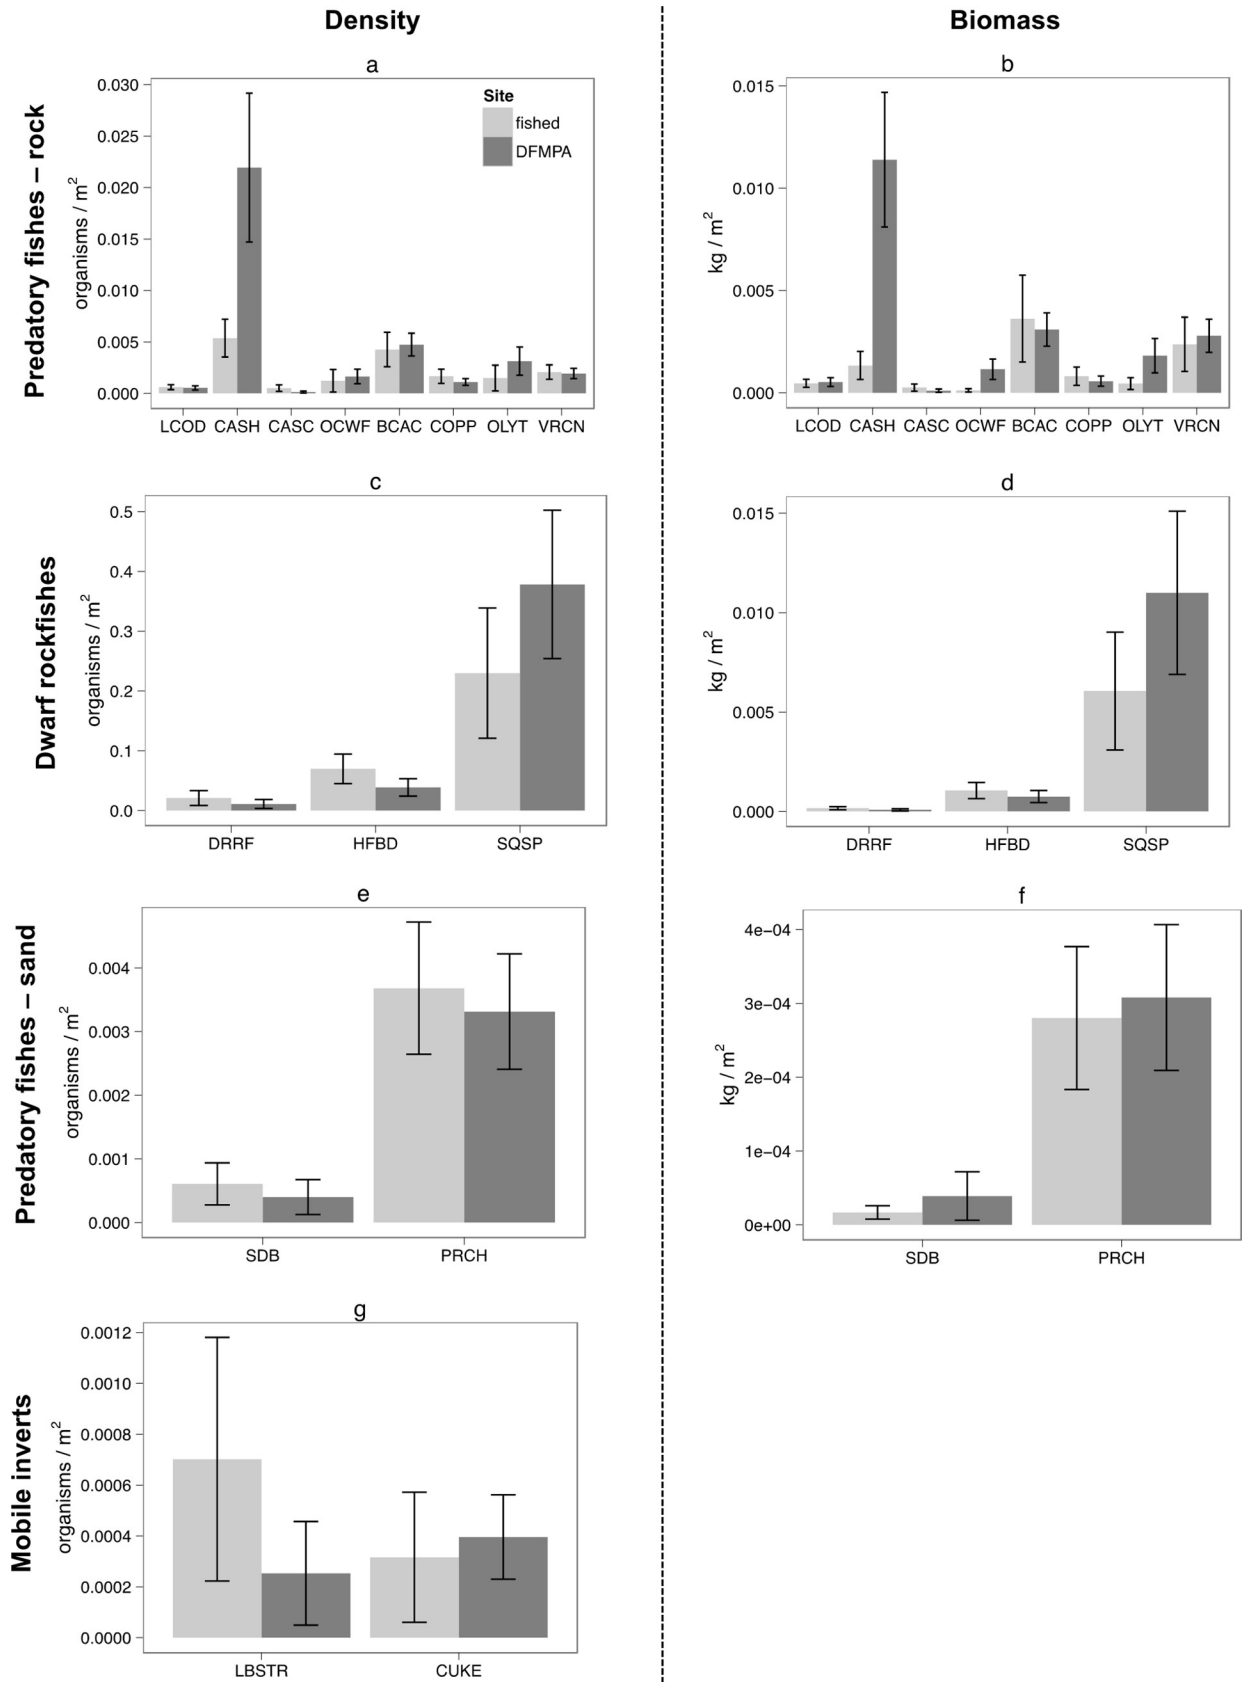 Density
Biomass
Predatory fishes – rock
a
organisms / m²
0.030
0.025
0.020
0.015
0.010
0.005
0.000
Site
fished
DFMPA
LCOD CASH CASC OCWF BCAC COPP OLYT VRCN
b
kg / m²
0.015
0.010
0.005
0.000
LCOD CASH CASC OCWF BCAC COPP OLYT VRCN
Dwarf rockfishes
c
organisms / m²
0.5
0.4
0.3
0.2
0.1
0.0
DRRF HFBD SQSP
d
kg / m²
0.015
0.010
0.005
0.000
DRRF HFBD SQSP
Predatory fishes – sand
e
organisms / m²
0.004
0.003
0.002
0.001
0.000
SDB PRCH
f
kg / m²
4e−04
3e−04
2e−04
1e−04
0e+00
SDB PRCH
Mobile inverts
g
organisms / m²
0.0012
0.0010
0.0008
0.0006
0.0004
0.0002
0.0000
LBSTR CUKE